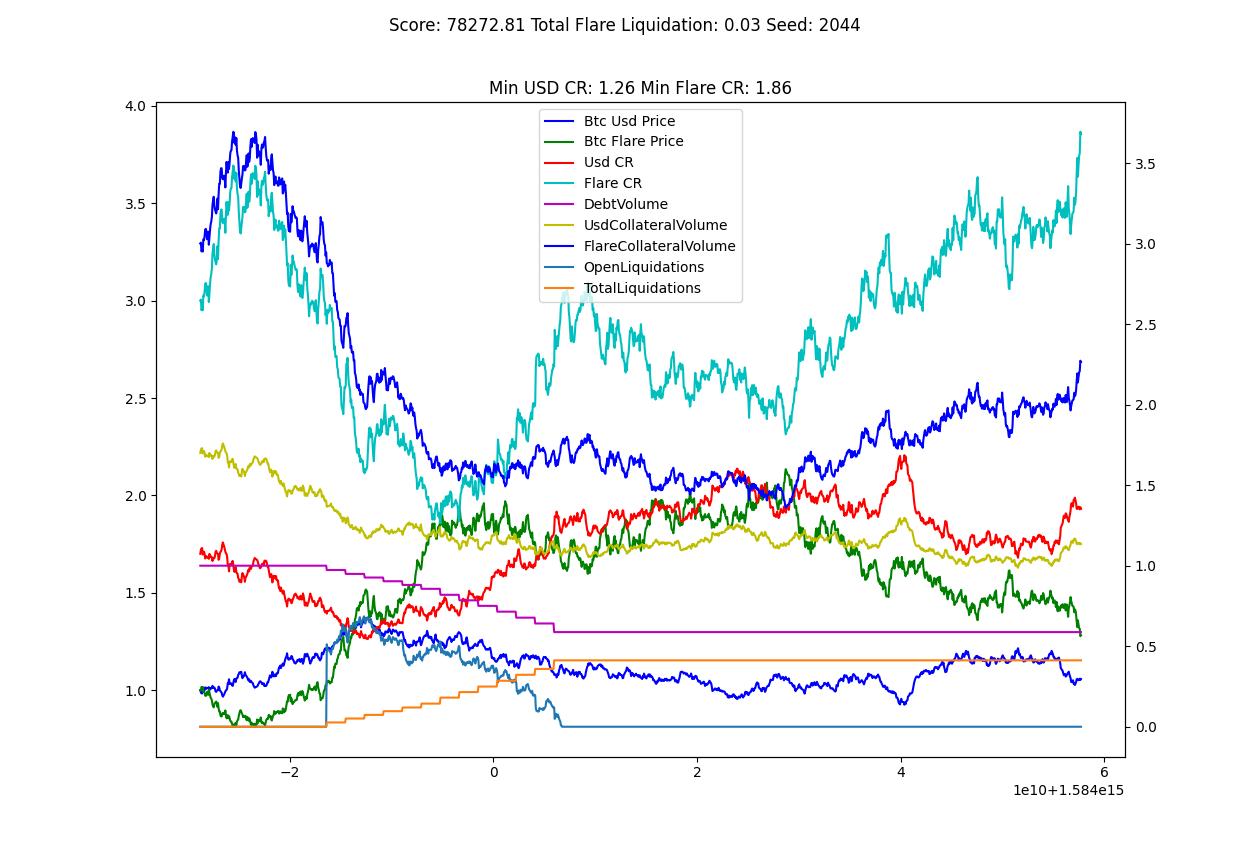 Score: 78272.81 Total Flare Liquidation: 0.03 Seed: 2044
Min USD CR: 1.26 Min Flare CR: 1.86
Btc Usd Price
Btc Flare Price
Usd CR
Flare CR
DebtVolume
UsdCollateralVolume
FlareCollateralVolume
OpenLiquidations
TotalLiquidations
4.0
3.5
3.0
2.5
2.0
1.5
1.0
3.5
3.0
2.5
2.0
1.5
1.0
0.5
0.0
−2 0 2 4 6
1e10+1.584e15